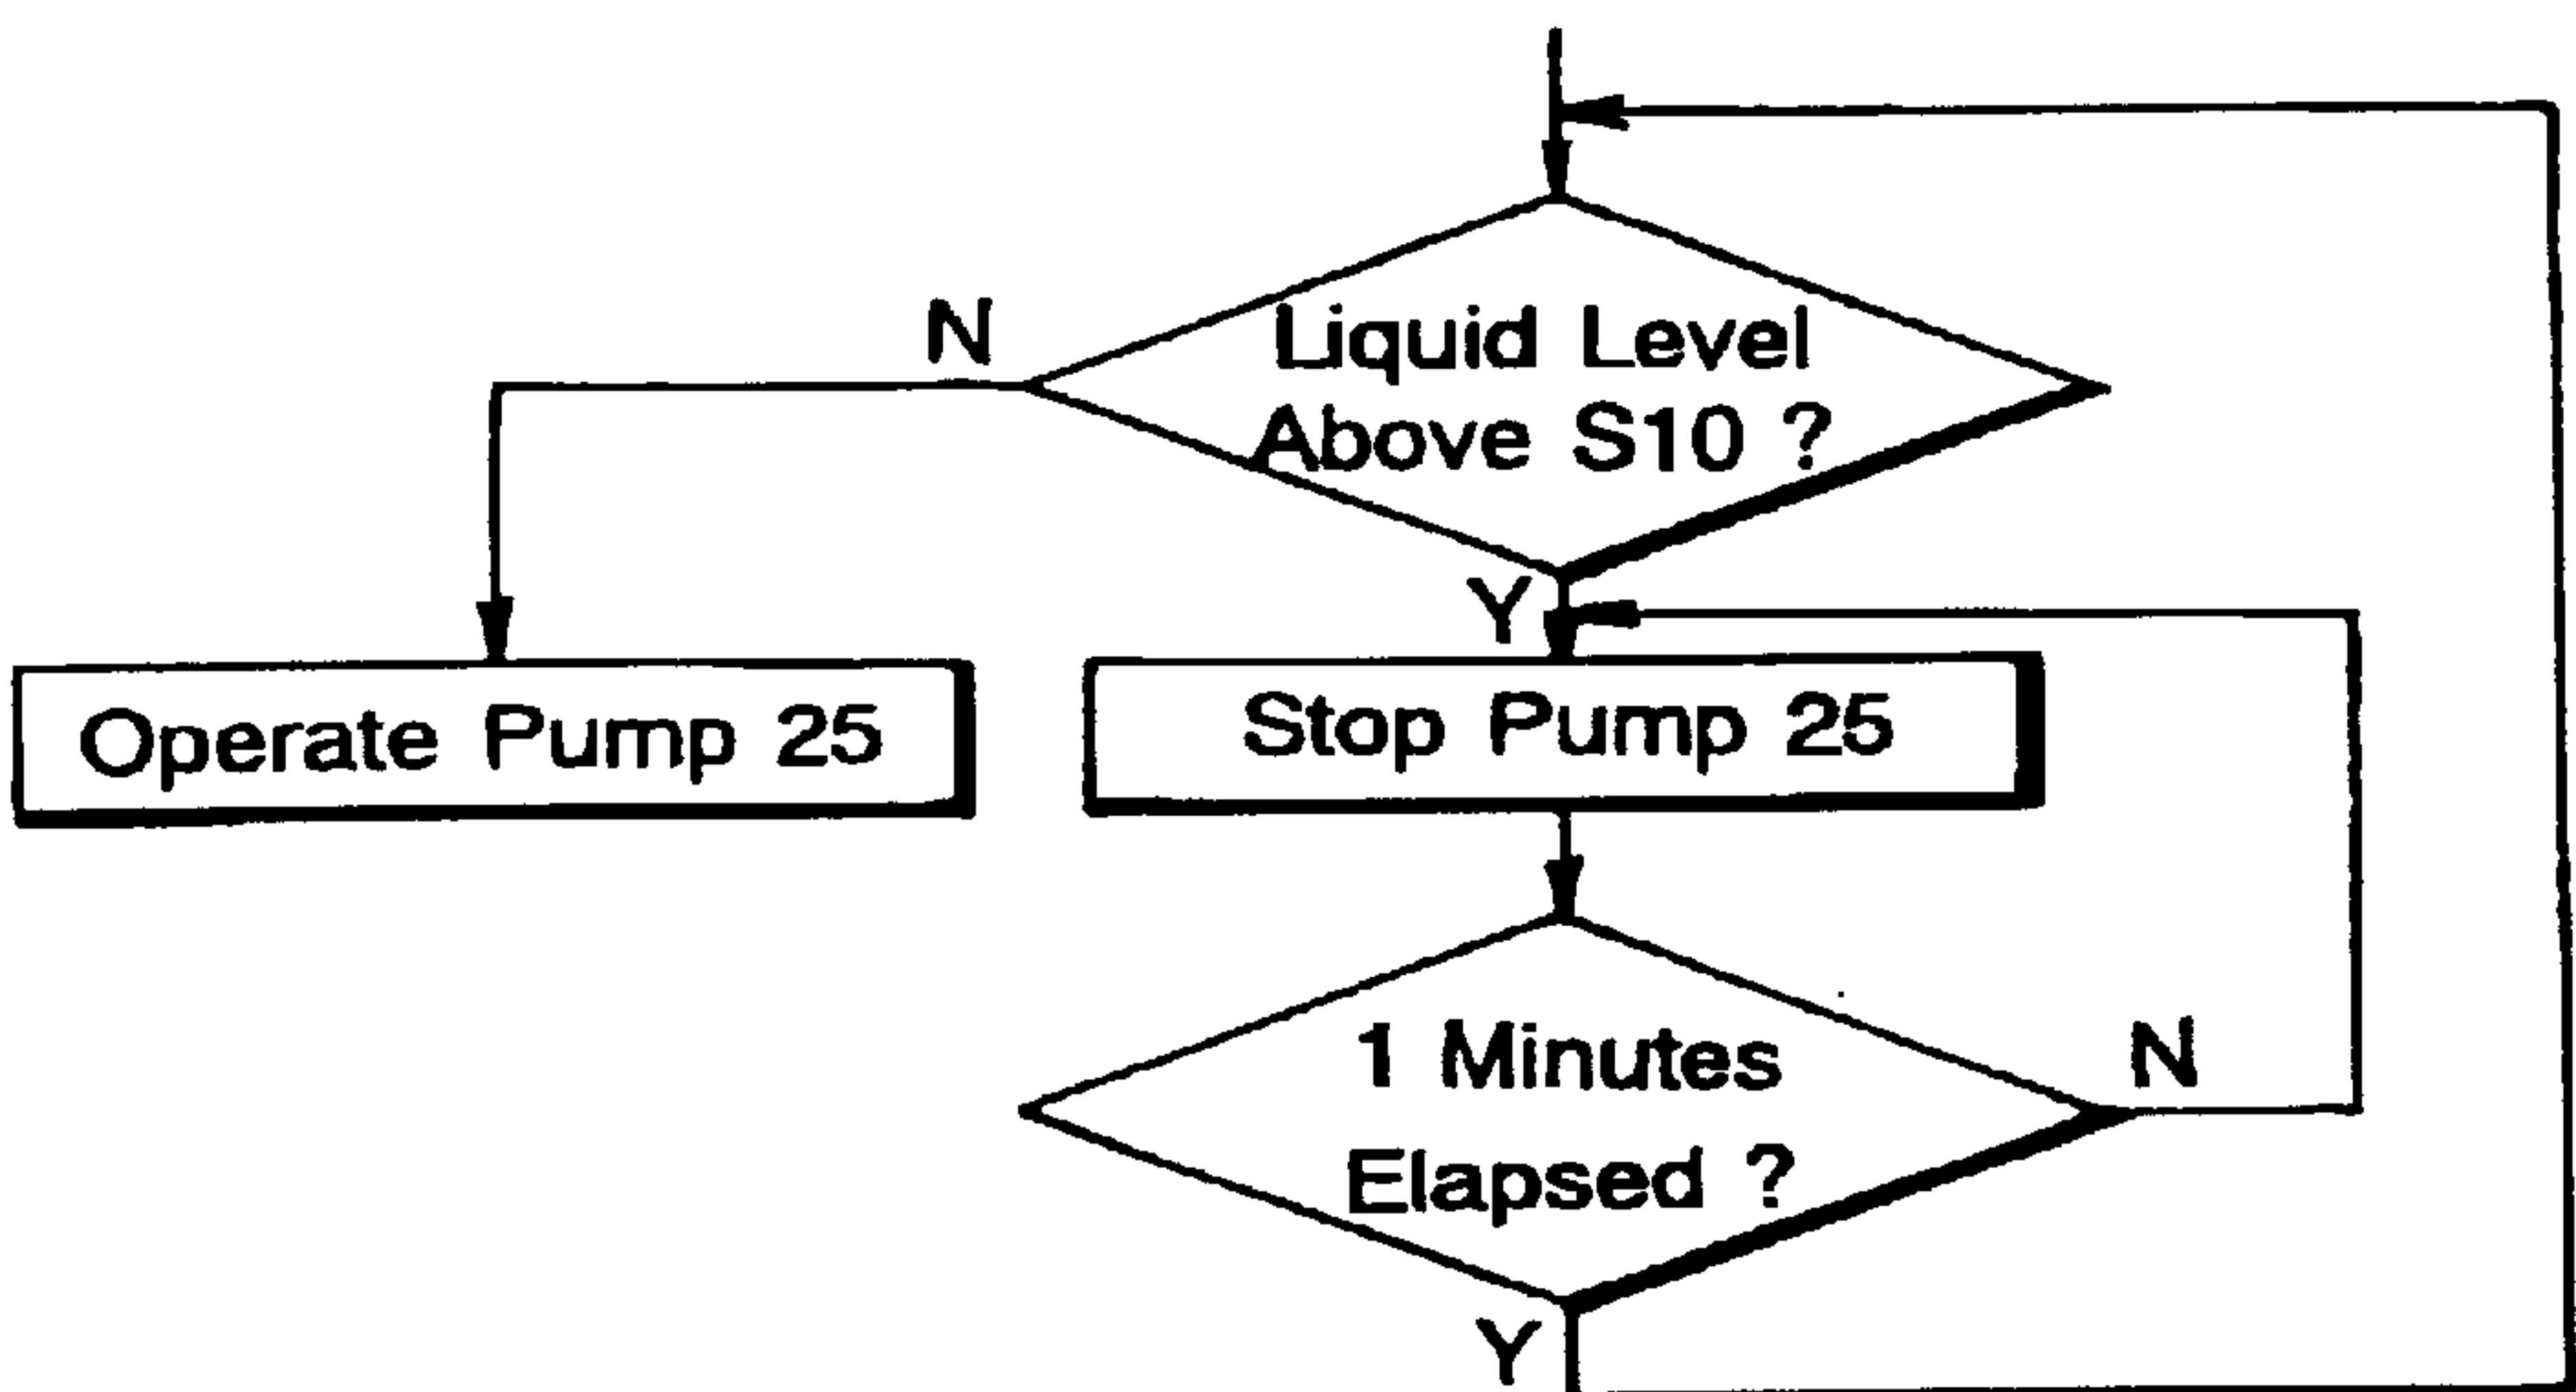 N
Liquid Level
Above S10 ?
Y
Operate Pump 25
Stop Pump 25
1 Minutes
Elapsed ?
N
Y